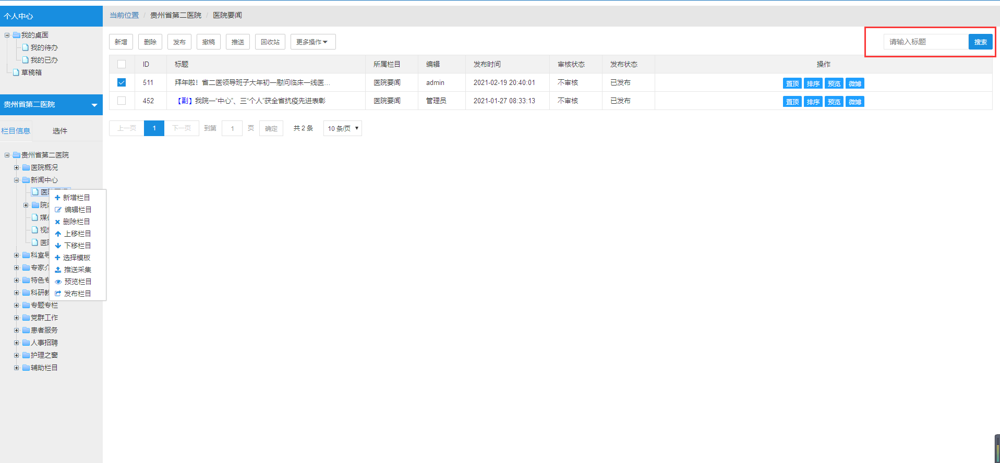 个人中心
当前位置 / 贵州省第二医院 / 医院要闻
我的桌面
我的待办
我的已办
草稿箱
贵州省第二医院
栏目信息 选件
贵州省第二医院
医院概况
新闻中心
医
院
媒
视
医
科室导
专家介
特色专
科研教
专题专栏
党群工作
患者服务
人事招聘
护理之窗
辅助栏目
新增栏目
编辑栏目
删除栏目
上移栏目
下移栏目
选择模板
推送采集
预览栏目
发布栏目
新增 删除 发布 撤稿 推送 回收站 更多操作 请输入标题 搜索
ID 标题 所属栏目 编辑 发布时间 审核状态 发布状态 操作
511 拜年啦！省二医领导班子大年初一慰问临床一线医... 医院要闻 admin 2021-02-19 20:40:01 不审核 已发布 置顶 排序 预览 微博
452 【副】我院一“中心”、三“个人”获全省抗疫先进表彰 医院要闻 管理员 2021-01-27 08:33:13 不审核 已发布 置顶 排序 预览 微博
上一页 1 下一页 到第 1 页 确定 共 2 条 10 条/页